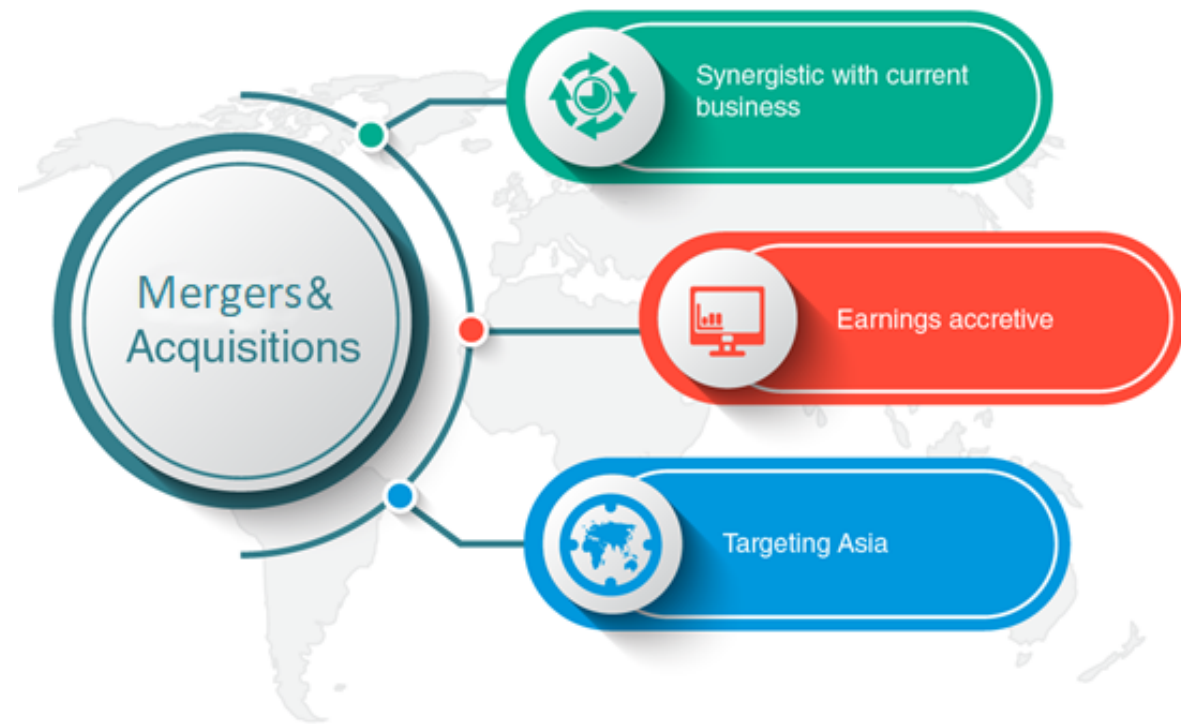 Mergers&
Acquisitions
Synergistic with current
business
Earnings accretive
Targeting Asia